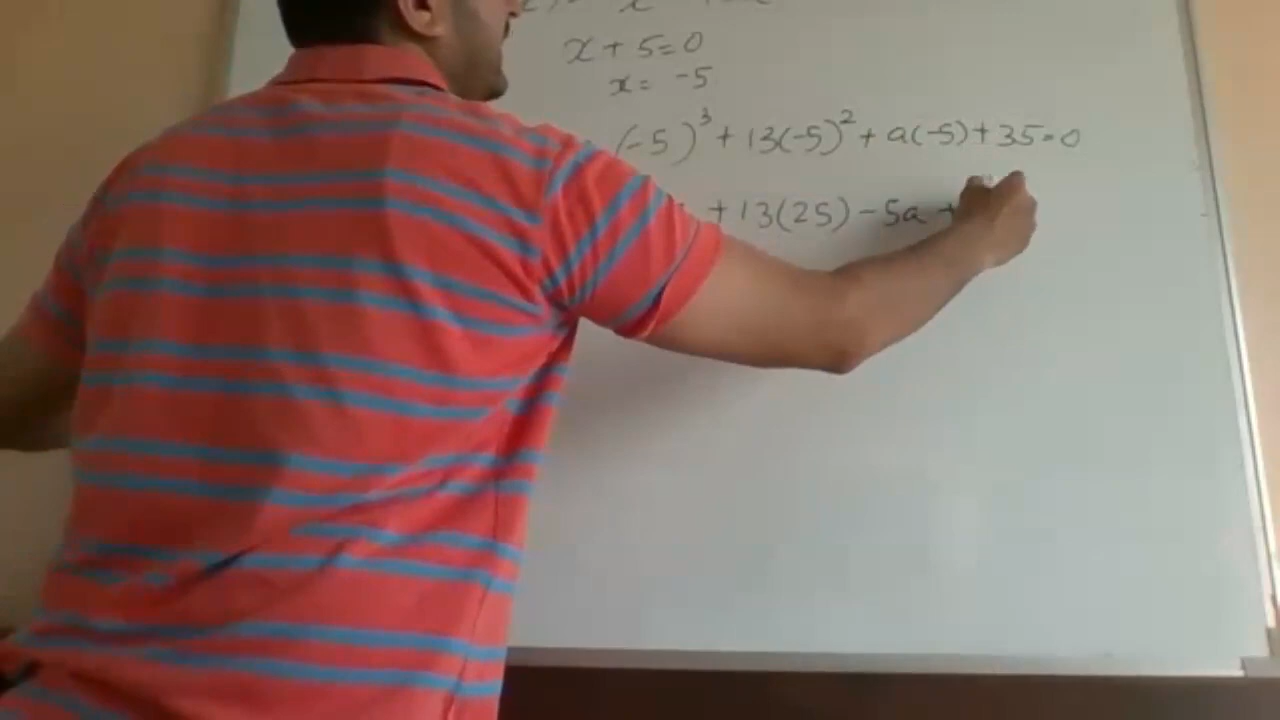 x + 5 = 0
x = -5
(-5)³ + 13(-5)² + a(-5) + 35 = 0
+ 13(25) - 5a +